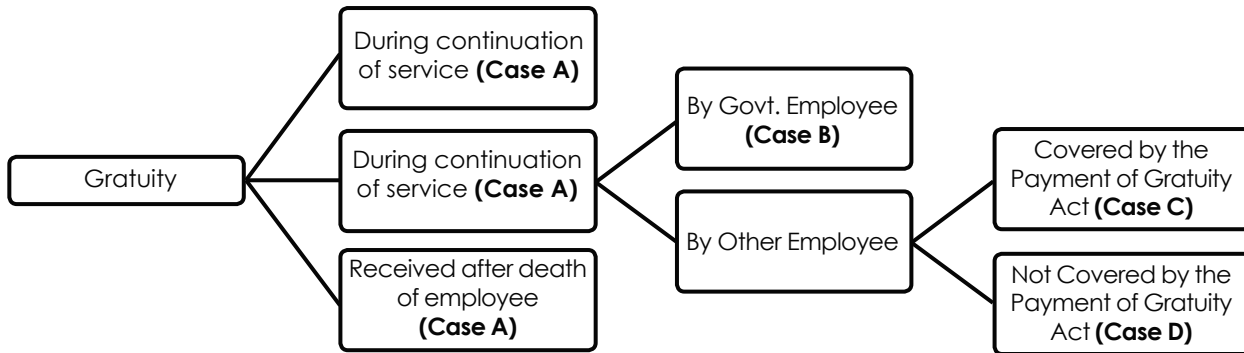 Gratuity
During continuation
of service (Case A)
During continuation
of service (Case A)
Received after death
of employee
(Case A)
By Govt. Employee
(Case B)
By Other Employee
Covered by the
Payment of Gratuity
Act (Case C)
Not Covered by the
Payment of Gratuity
Act (Case D)